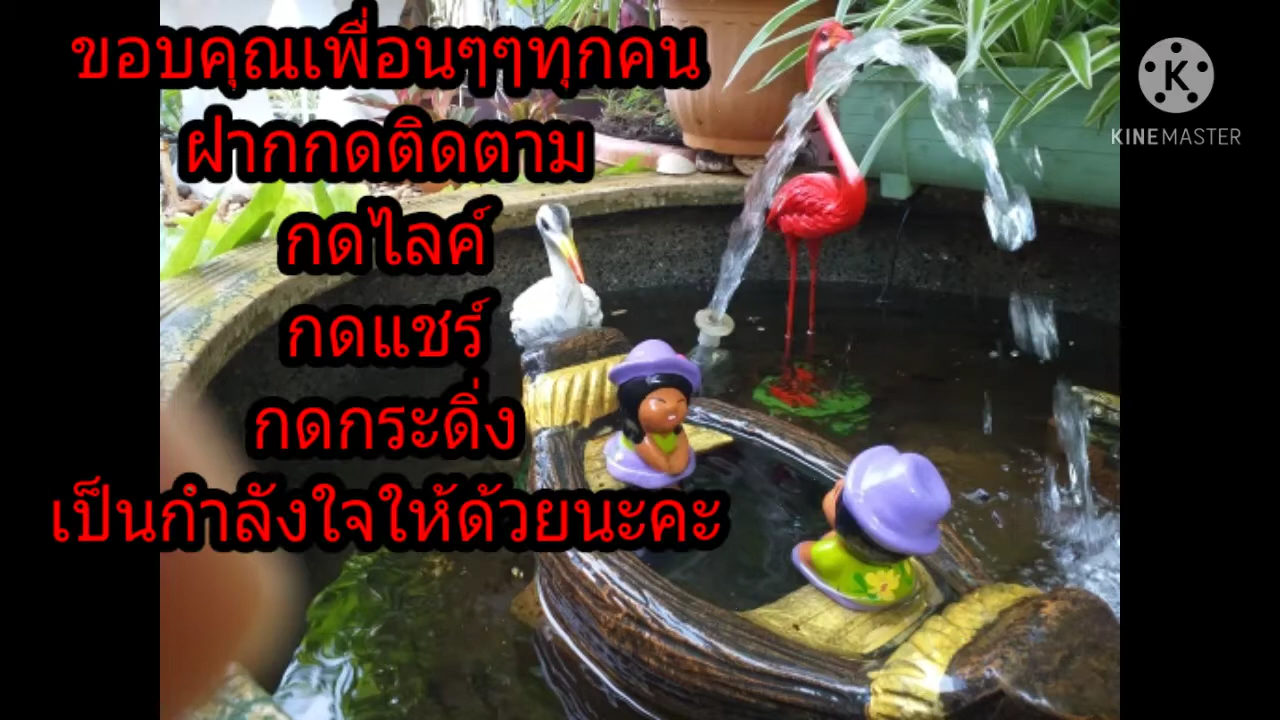 ขอบคุณเพื่อนๆๆทุกคน
ฝากกดติดตาม
กดไลค์
กดแชร์
กดกระดิ่ง
เป็นกำลังใจให้ด้วยนะคะ
K
KINEMASTER